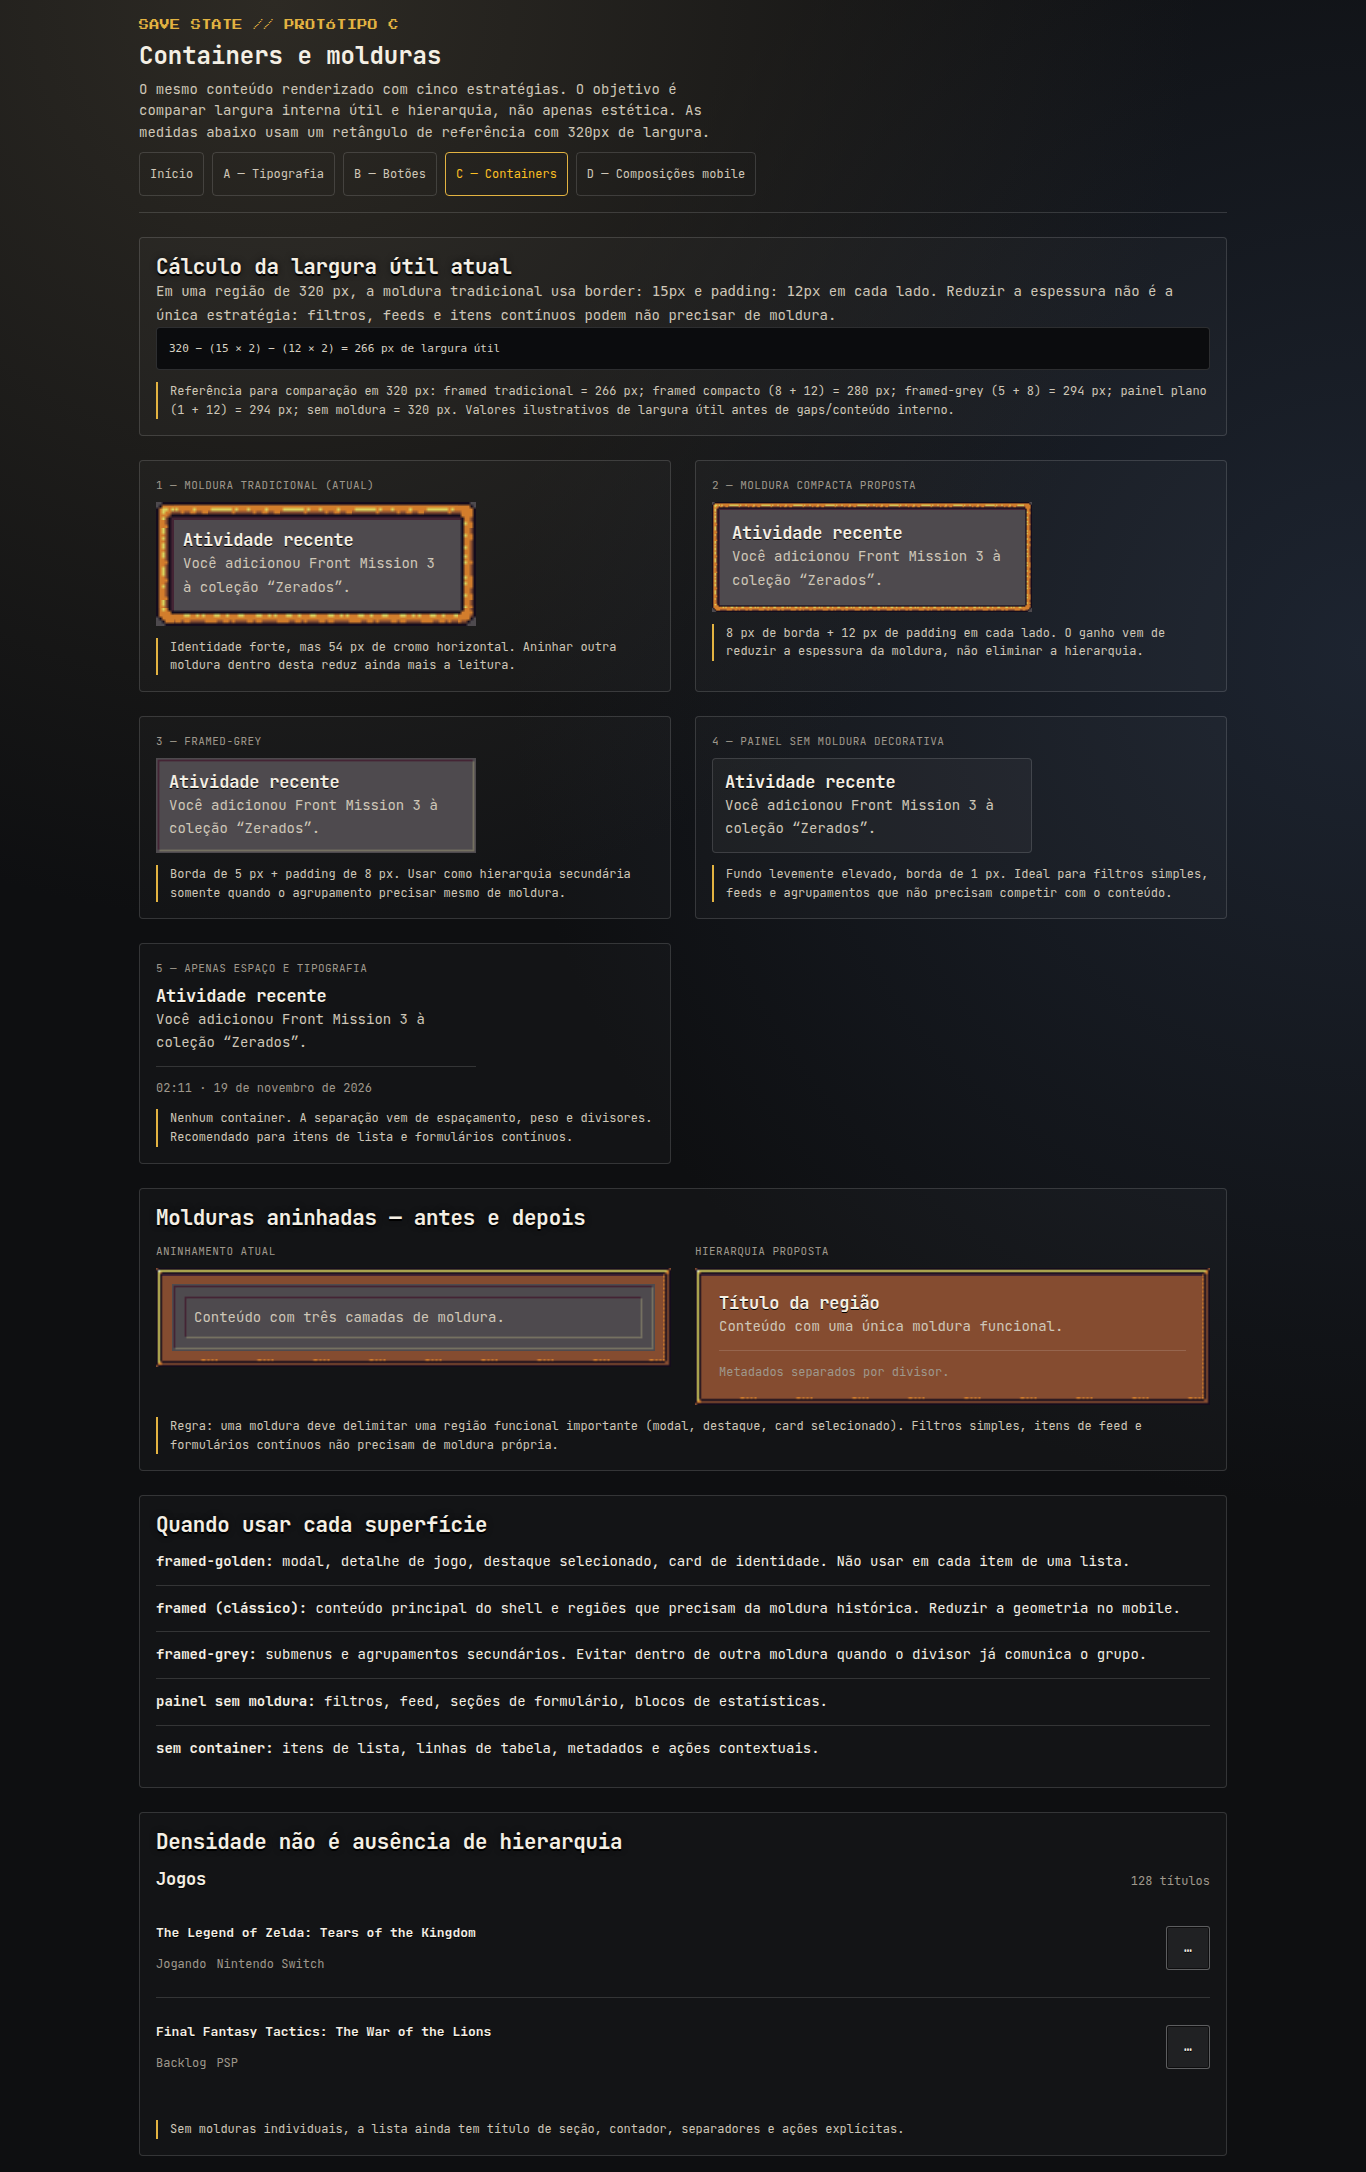 SAVE STATE // PROTóTIPO C
Containers e molduras
O mesmo conteúdo renderizado com cinco estratégias. O objetivo é
comparar largura interna útil e hierarquia, não apenas estética. As
medidas abaixo usam um retângulo de referência com 320px de largura.
Início
A — Tipografia
B — Botões
C — Containers
D — Composições mobile
Cálculo da largura útil atual
Em uma região de 320 px, a moldura tradicional usa border: 15px e padding: 12px em cada lado. Reduzir a espessura não é a
única estratégia: filtros, feeds e itens contínuos podem não precisar de moldura.
320 − (15 × 2) − (12 × 2) = 266 px de largura útil
Referência para comparação em 320 px: framed tradicional = 266 px; framed compacto (8 + 12) = 280 px; framed-grey (5 + 8) = 294 px; painel plano
(1 + 12) = 294 px; sem moldura = 320 px. Valores ilustrativos de largura útil antes de gaps/conteúdo interno.
1 — MOLDURA TRADICIONAL (ATUAL)
Atividade recente
Você adicionou Front Mission 3
à coleção “Zerados”.
Identidade forte, mas 54 px de cromo horizontal. Aninhar outra
moldura dentro desta reduz ainda mais a leitura.
2 — MOLDURA COMPACTA PROPOSTA
Atividade recente
Você adicionou Front Mission 3 à
coleção “Zerados”.
8 px de borda + 12 px de padding em cada lado. O ganho vem de
reduzir a espessura da moldura, não eliminar a hierarquia.
3 — FRAMED-GREY
Atividade recente
Você adicionou Front Mission 3 à
coleção “Zerados”.
Borda de 5 px + padding de 8 px. Usar como hierarquia secundária
somente quando o agrupamento precisar mesmo de moldura.
4 — PAINEL SEM MOLDURA DECORATIVA
Atividade recente
Você adicionou Front Mission 3 à
coleção “Zerados”.
Fundo levemente elevado, borda de 1 px. Ideal para filtros simples,
feeds e agrupamentos que não precisam competir com o conteúdo.
5 — APENAS ESPAÇO E TIPOGRAFIA
Atividade recente
Você adicionou Front Mission 3 à
coleção “Zerados”.
02:11 · 19 de novembro de 2026
Nenhum container. A separação vem de espaçamento, peso e divisores.
Recomendado para itens de lista e formulários contínuos.
Molduras aninhadas — antes e depois
ANINHAMENTO ATUAL
Conteúdo com três camadas de moldura.
HIERARQUIA PROPOSTA
Título da região
Conteúdo com uma única moldura funcional.
Metadados separados por divisor.
Regra: uma moldura deve delimitar uma região funcional importante (modal, destaque, card selecionado). Filtros simples, itens de feed e
formulários contínuos não precisam de moldura própria.
Quando usar cada superfície
framed-golden: modal, detalhe de jogo, destaque selecionado, card de identidade. Não usar em cada item de uma lista.
framed (clássico): conteúdo principal do shell e regiões que precisam da moldura histórica. Reduzir a geometria no mobile.
framed-grey: submenus e agrupamentos secundários. Evitar dentro de outra moldura quando o divisor já comunica o grupo.
painel sem moldura: filtros, feed, seções de formulário, blocos de estatísticas.
sem container: itens de lista, linhas de tabela, metadados e ações contextuais.
Densidade não é ausência de hierarquia
Jogos
128 títulos
The Legend of Zelda: Tears of the Kingdom
Jogando Nintendo Switch
…
Final Fantasy Tactics: The War of the Lions
Backlog PSP
…
Sem molduras individuais, a lista ainda tem título de seção, contador, separadores e ações explícitas.